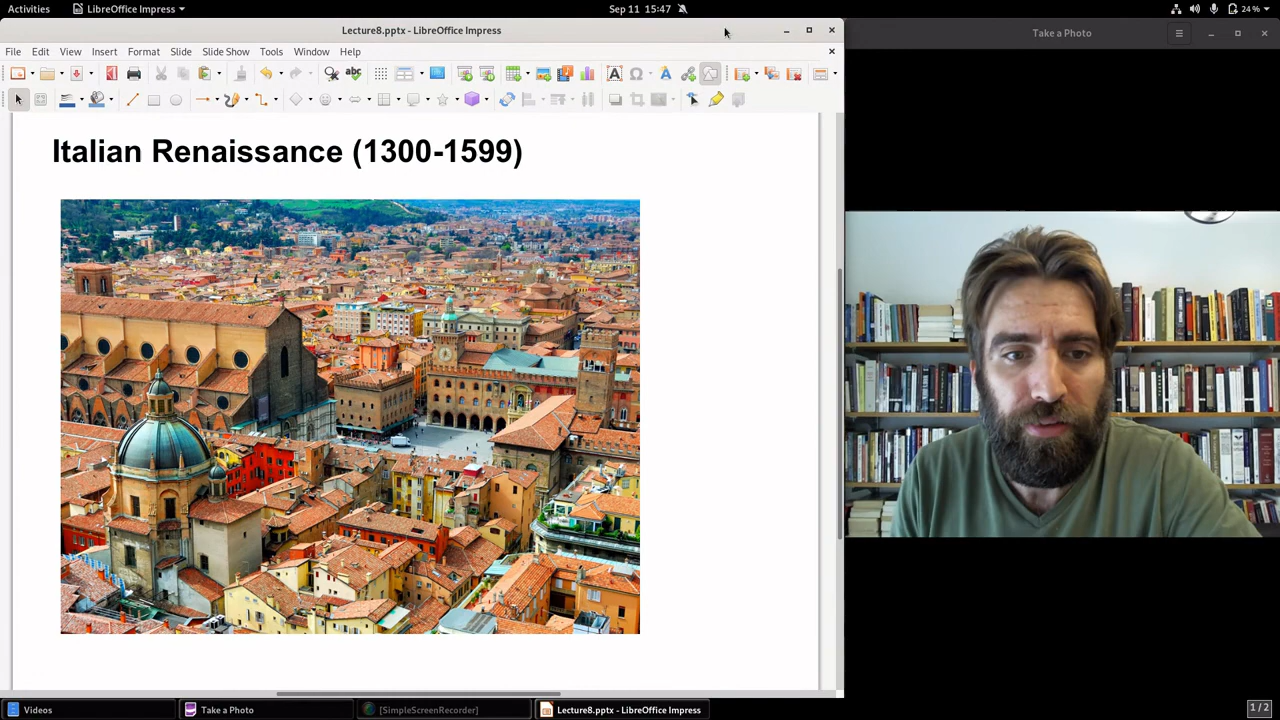 Activities
LibreOffice Impress
Sep 11 15:47
24 %
Lecture8.pptx - LibreOffice Impress
Take a Photo
File Edit View Insert Format Slide Slide Show Tools Window Help
Italian Renaissance (1300-1599)
Videos
Take a Photo
[SimpleScreenRecorder]
Lecture8.pptx - LibreOffice Impress
1 / 2